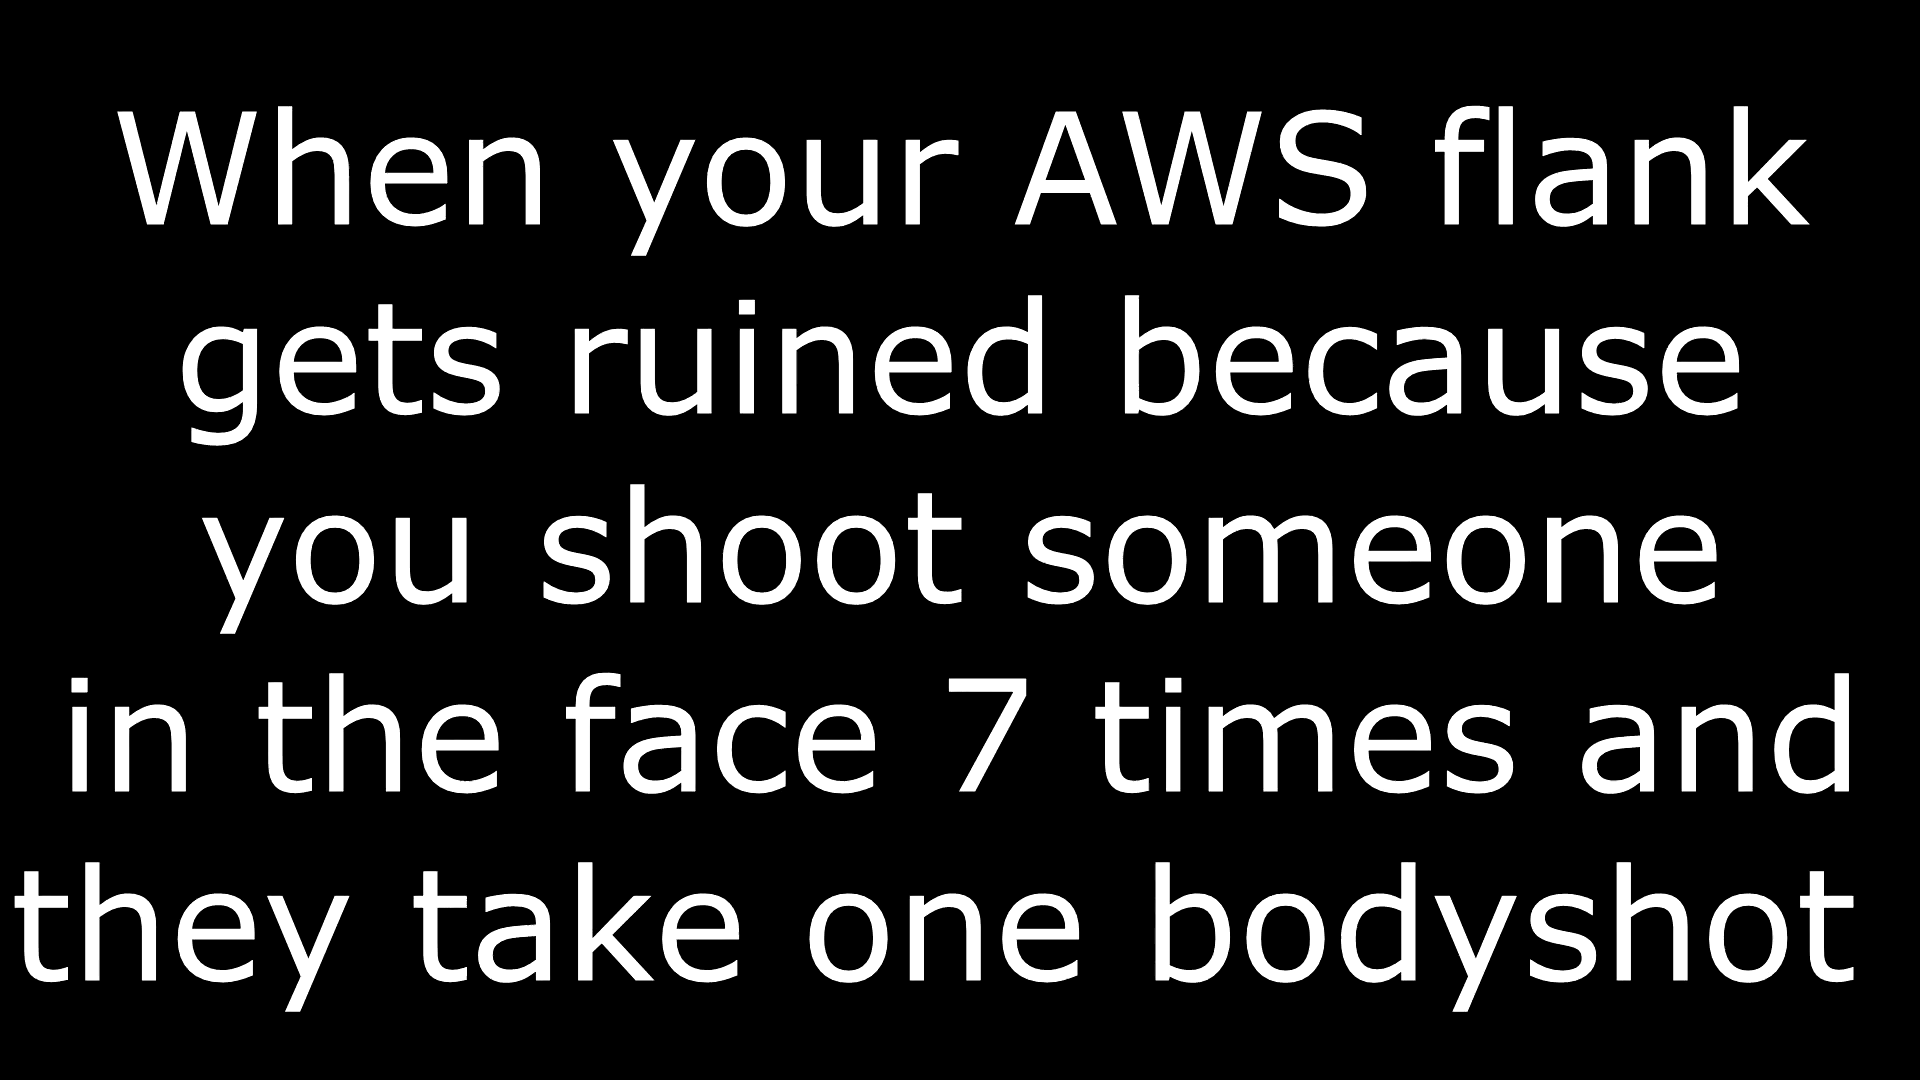 When your AWS flank
gets ruined because
you shoot someone
in the face 7 times and
they take one bodyshot